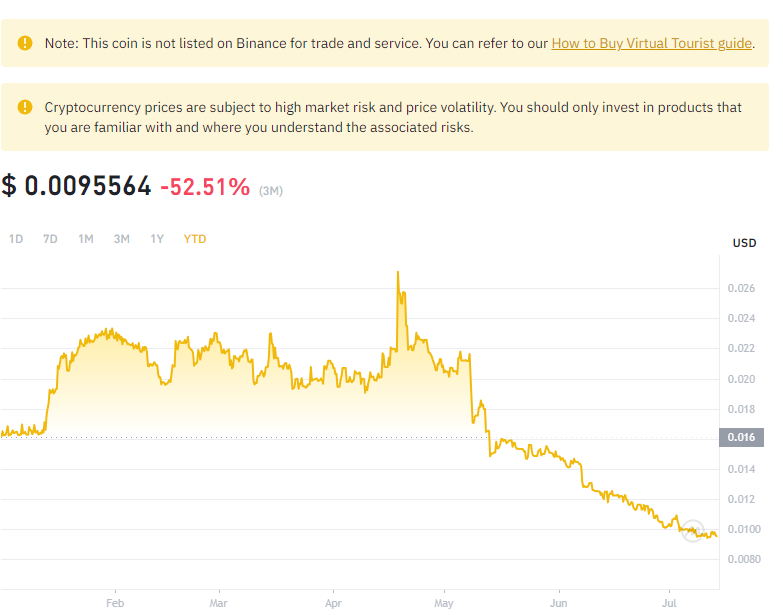 Note: This coin is not listed on Binance for trade and service. You can refer to our How to Buy Virtual Tourist guide.
Cryptocurrency prices are subject to high market risk and price volatility. You should only invest in products that
you are familiar with and where you understand the associated risks.
$ 0.0095564 -52.51% (3M)
1D 7D 1M 3M 1Y YTD
USD
0.026
0.024
0.022
0.020
0.018
0.016
0.014
0.012
0.0100
0.0080
Feb Mar Apr May Jun Jul